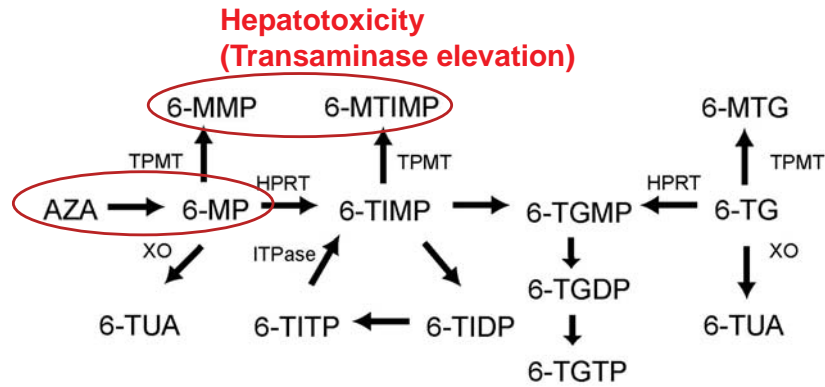 Hepatotoxicity
(Transaminase elevation)
6-MMP 6-MTIMP 6-MTG
TPMT TPMT TPMT
HPRT HPRT
AZA 6-MP 6-TIMP 6-TGMP 6-TG
XO ITPase XO
6-TGDP
6-TUA 6-TITP 6-TIDP 6-TUA
6-TGTP